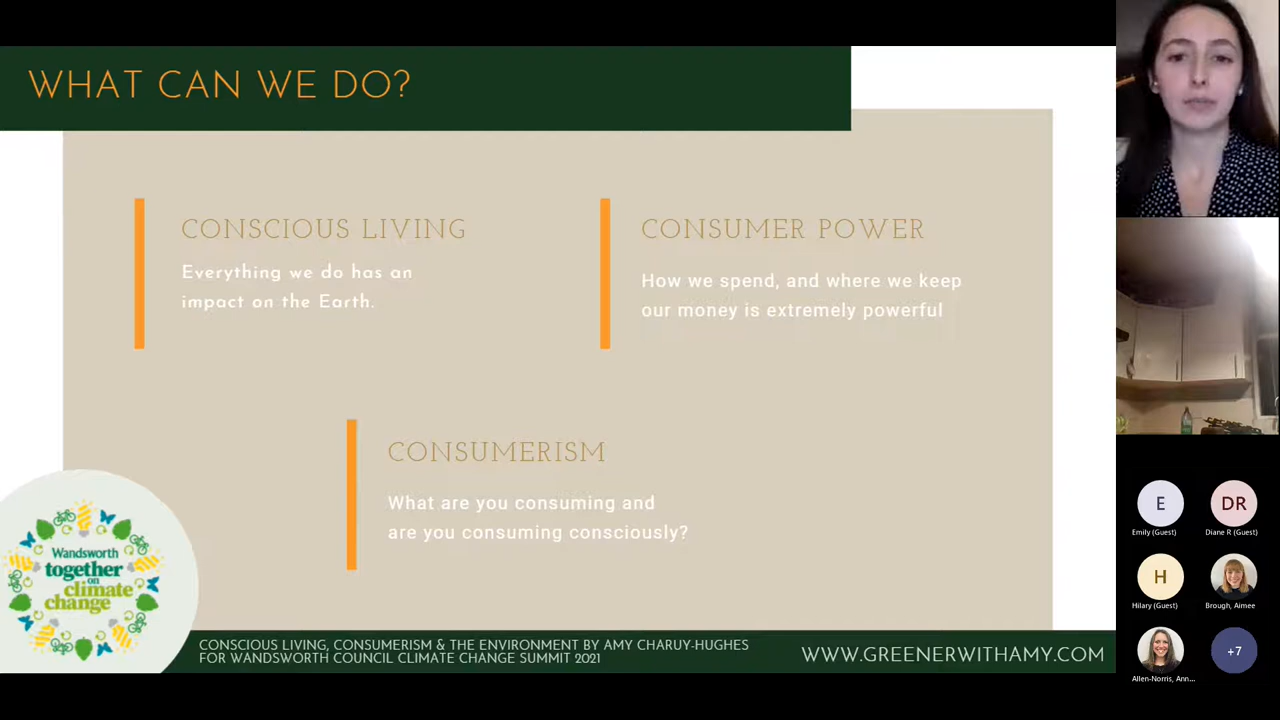 WHAT CAN WE DO?
CONSCIOUS LIVING
Everything we do has an
impact on the Earth.
CONSUMER POWER
How we spend, and where we keep
our money is extremely powerful
CONSUMERISM
What are you consuming and
are you consuming consciously?
Wandsworth
together
on
climate
change
CONSCIOUS LIVING, CONSUMERISM & THE ENVIRONMENT BY AMY CHARUY-HUGHES
FOR WANDSWORTH COUNCIL CLIMATE CHANGE SUMMIT 2021
WWW.GREENERWITHAMY.COM
E
DR
Emily (Guest)
Diane R (Guest)
H
Hilary (Guest)
Brough, Aimee
+7
Allen-Norris, Ann...